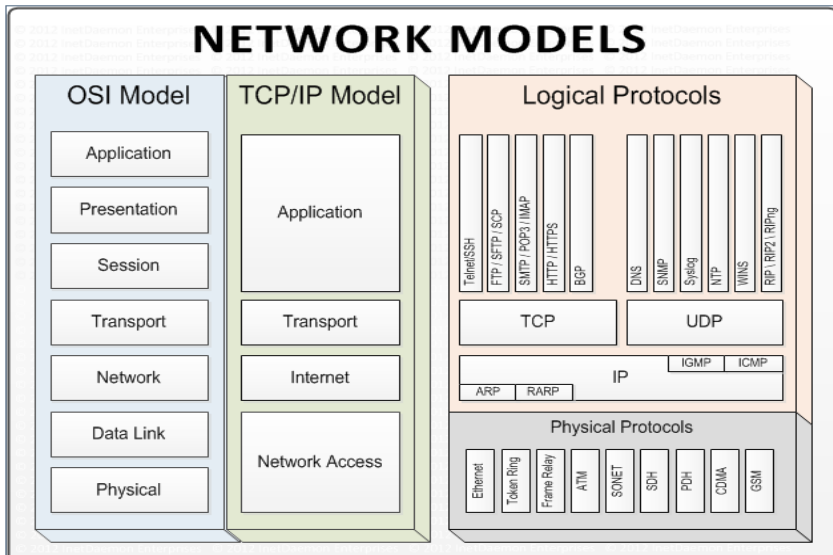 NETWORK MODELS
OSI Model
Application
Presentation
Session
Transport
Network
Data Link
Physical
TCP/IP Model
Application
Transport
Internet
Network Access
Logical Protocols
Telnet/SSH
FTP / SFTP / SCP
SMTP / POP3 / IMAP
HTTP / HTTPS
BGP
DNS
SNMP
Syslog
NTP
WINS
RIP \ RIP2 \ RIPng
TCP
UDP
IP
IGMP
ICMP
ARP
RARP
Physical Protocols
Ethernet
Token Ring
Frame Relay
ATM
SONET
SDH
PDH
CDMA
GSM